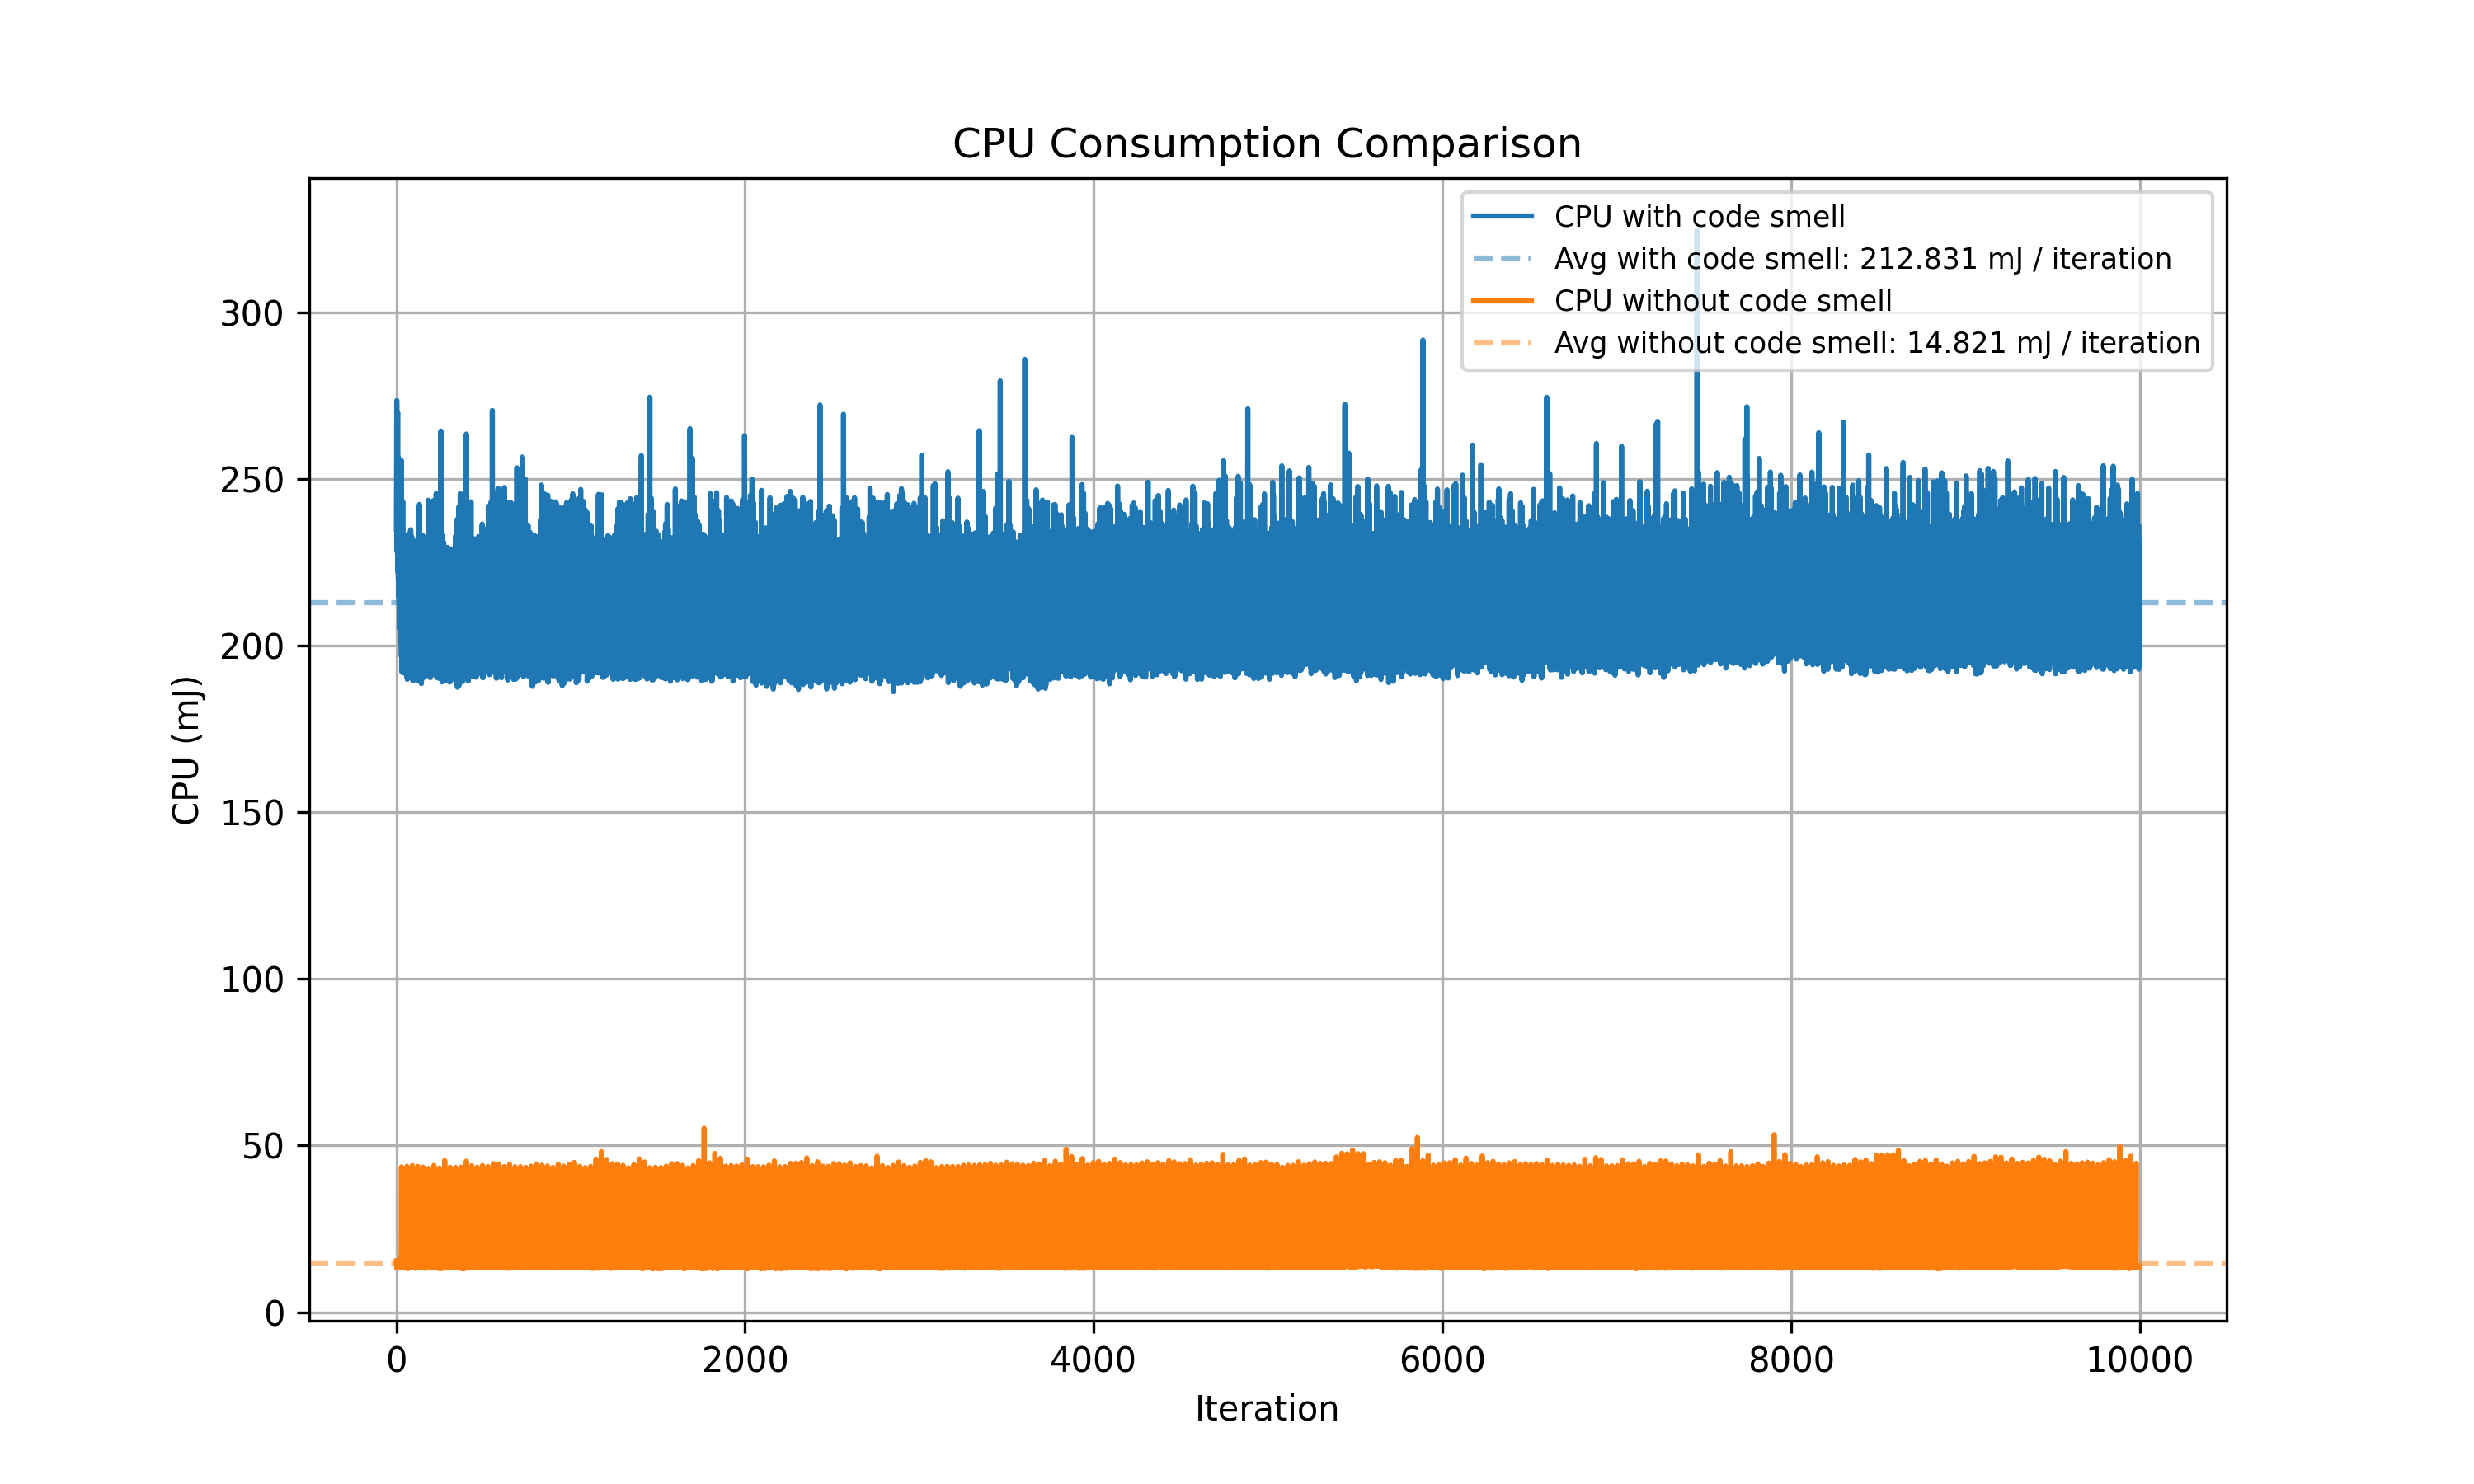 CPU Consumption Comparison
CPU with code smell
Avg with code smell: 212.831 mJ / iteration
CPU without code smell
Avg without code smell: 14.821 mJ / iteration
300
250
200
150
100
50
0
CPU (mJ)
0 2000 4000 6000 8000 10000
Iteration